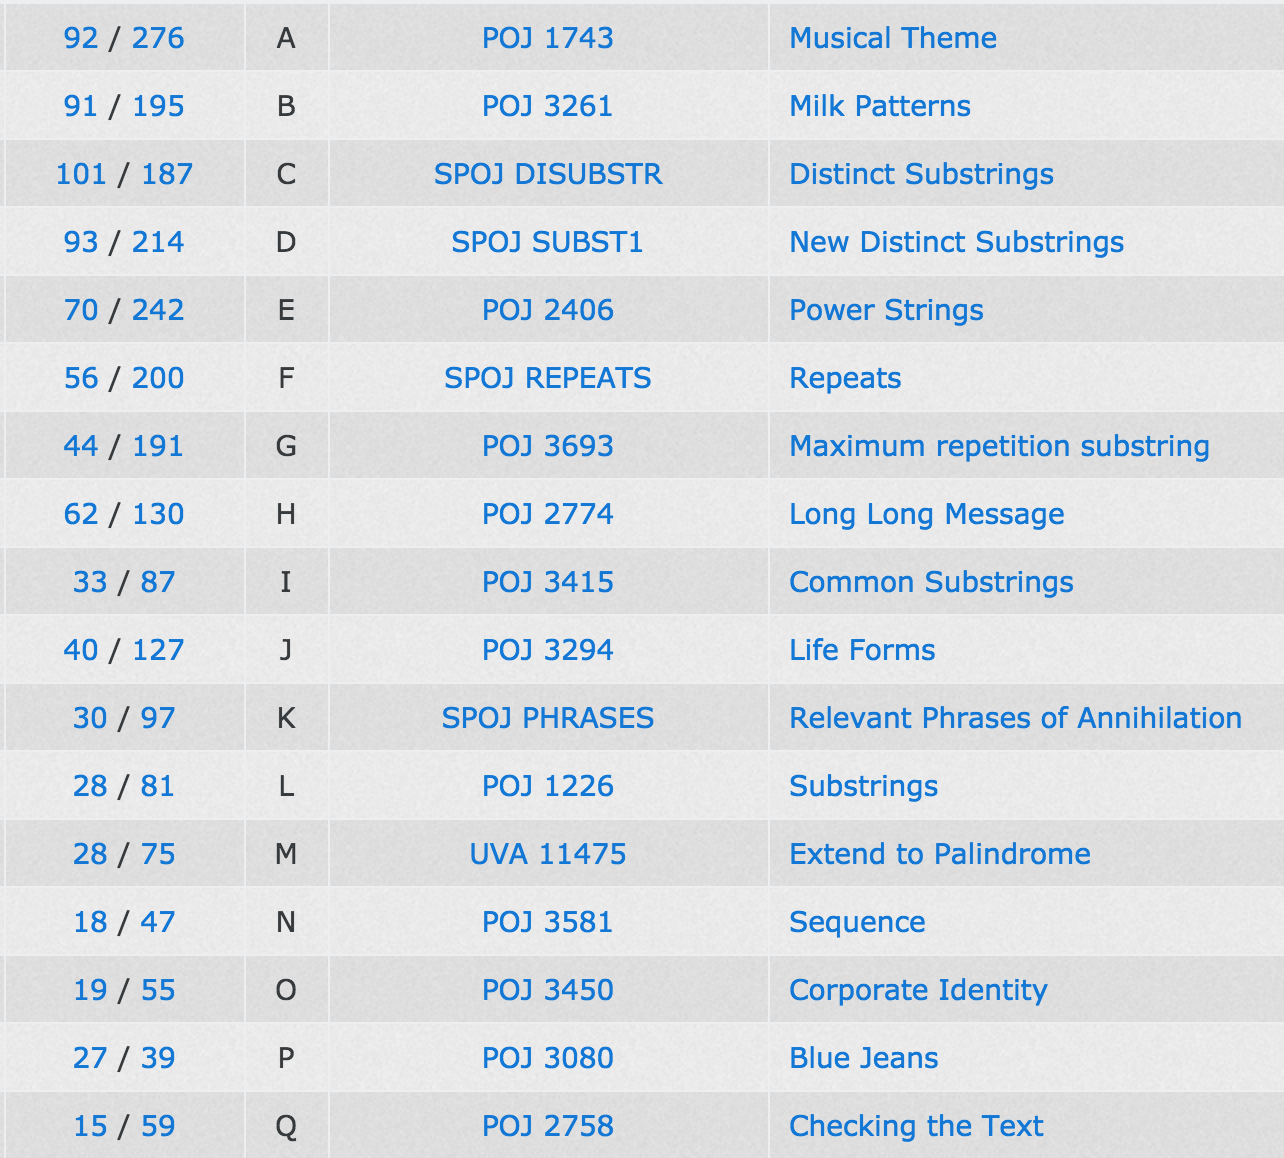 92 / 276 A POJ 1743 Musical Theme
91 / 195 B POJ 3261 Milk Patterns
101 / 187 C SPOJ DISUBSTR Distinct Substrings
93 / 214 D SPOJ SUBST1 New Distinct Substrings
70 / 242 E POJ 2406 Power Strings
56 / 200 F SPOJ REPEATS Repeats
44 / 191 G POJ 3693 Maximum repetition substring
62 / 130 H POJ 2774 Long Long Message
33 / 87 I POJ 3415 Common Substrings
40 / 127 J POJ 3294 Life Forms
30 / 97 K SPOJ PHRASES Relevant Phrases of Annihilation
28 / 81 L POJ 1226 Substrings
28 / 75 M UVA 11475 Extend to Palindrome
18 / 47 N POJ 3581 Sequence
19 / 55 O POJ 3450 Corporate Identity
27 / 39 P POJ 3080 Blue Jeans
15 / 59 Q POJ 2758 Checking the Text